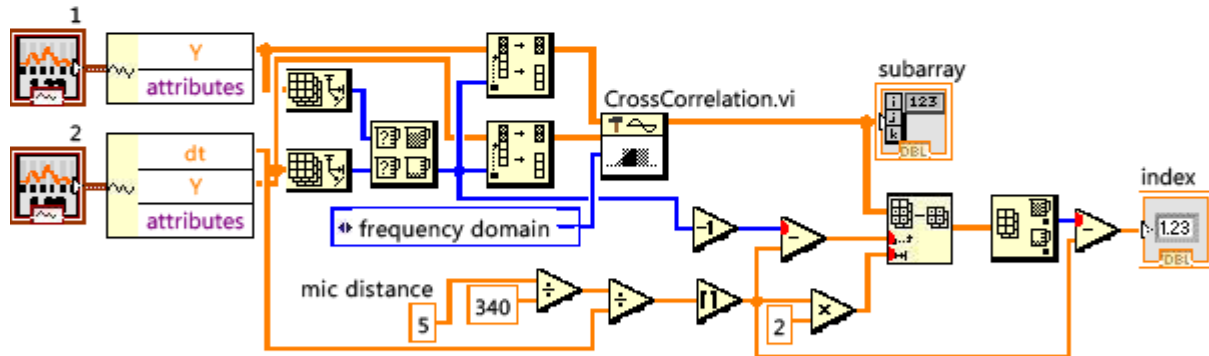 1
Y
attributes
2
dt
Y
attributes
CrossCorrelation.vi
subarray
i
j
k
123
DBL
frequency domain
-1
-
-
index
1.23
DBL
mic distance
5
÷
340
÷
2
×